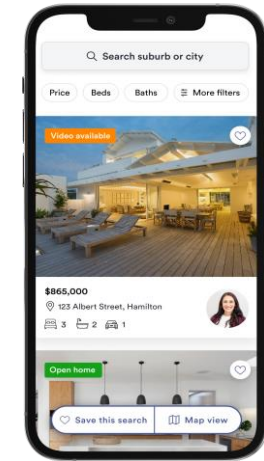 Search suburb or city
Price Beds Baths More filters
Video available
$865,000
123 Albert Street, Hamilton
3 2 1
Open home
Save this search Map view